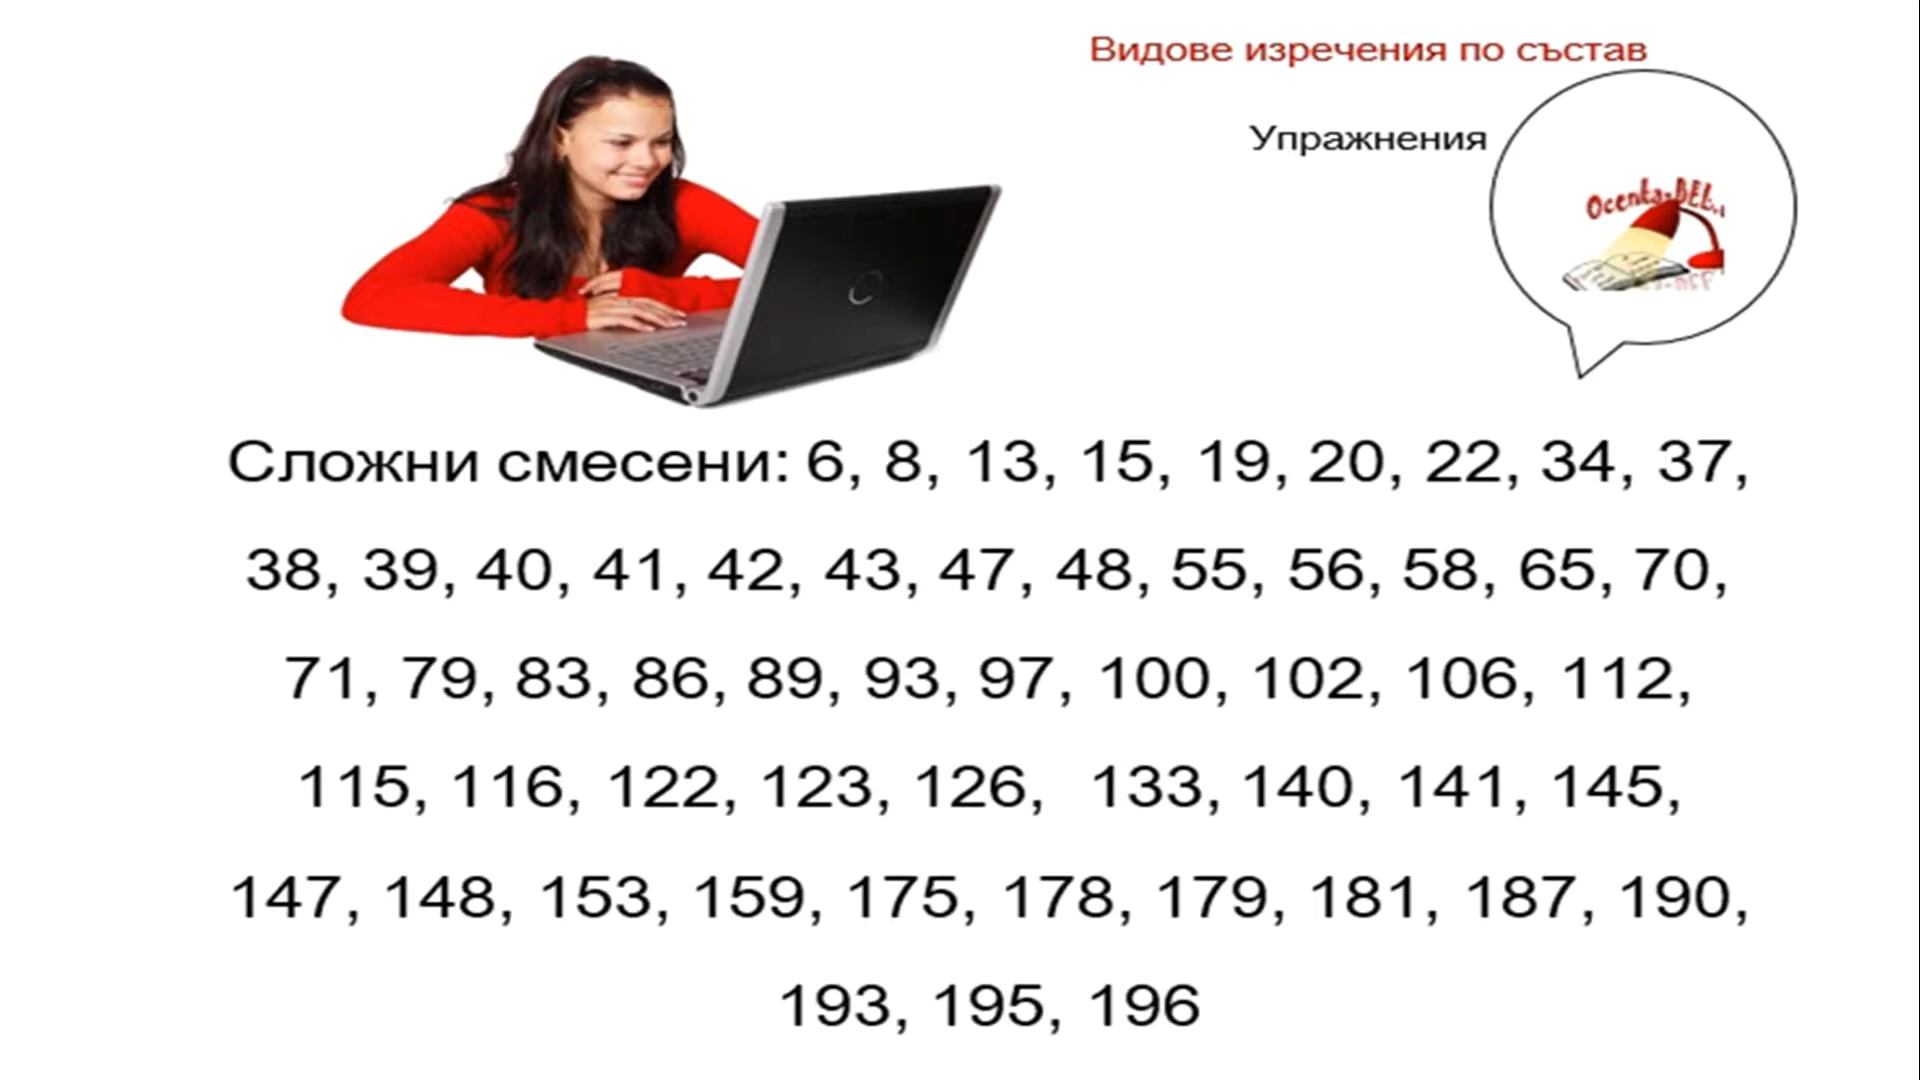 Видове изречения по състав
Упражнения
Ocenka-BEL
Сложни смесени: 6, 8, 13, 15, 19, 20, 22, 34, 37,
38, 39, 40, 41, 42, 43, 47, 48, 55, 56, 58, 65, 70,
71, 79, 83, 86, 89, 93, 97, 100, 102, 106, 112,
115, 116, 122, 123, 126, 133, 140, 141, 145,
147, 148, 153, 159, 175, 178, 179, 181, 187, 190,
193, 195, 196